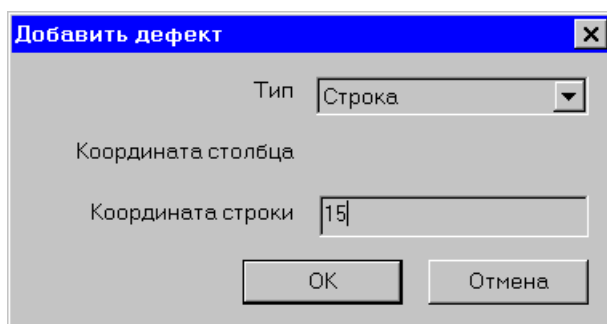 Добавить дефект
Тип Строка
Координата столбца
Координата строки 15
OK Отмена